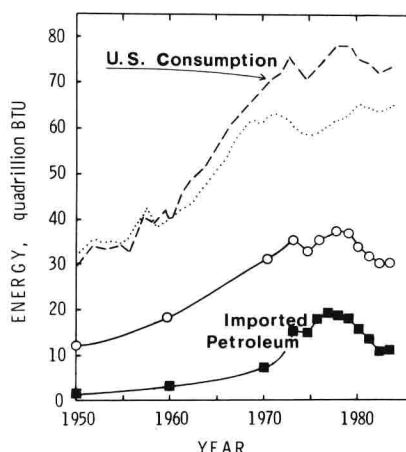 80
70
60
50
40
30
20
10
0
ENERGY, quadrillion BTU
U.S. Consumption
Imported
Petroleum
1950
1960
1970
1980
YEAR